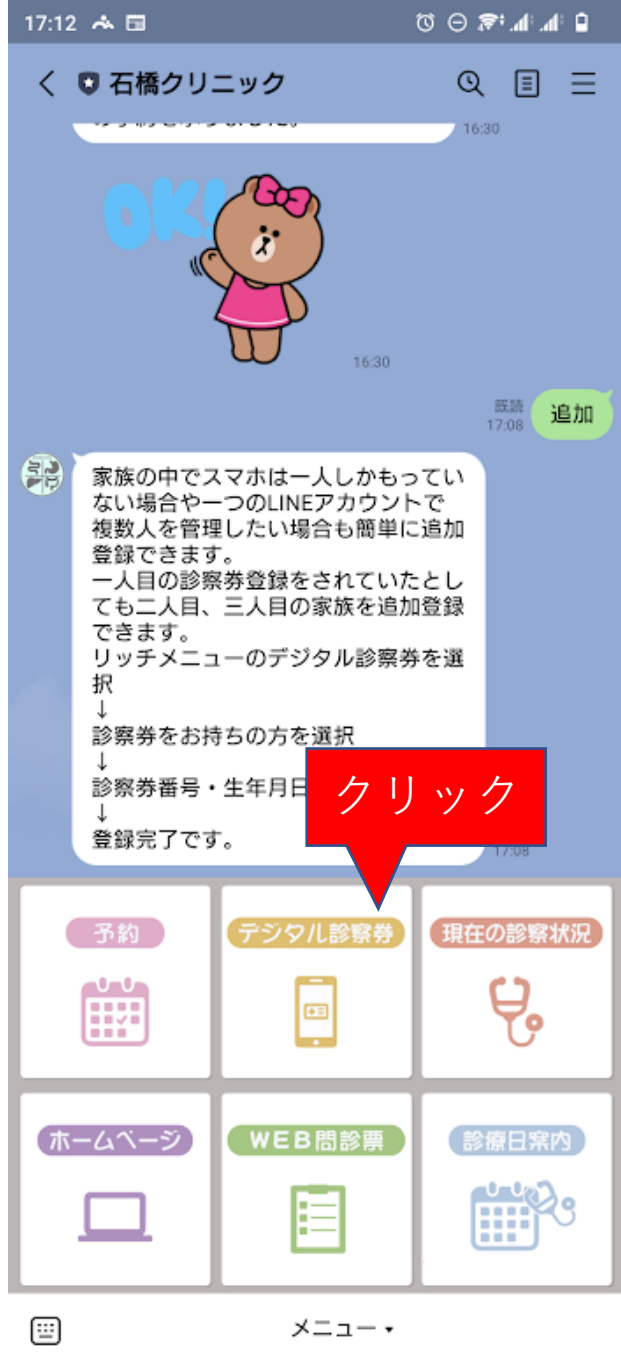 17:12
石橋クリニック
16:30
OK!
16:30
既読
17:08
追加
家族の中でスマホは一人しかもってい
ない場合や一つのLINEアカウントで
複数人を管理したい場合も簡単に追加
登録できます。
一人目の診察券登録をされていたとし
ても二人目、三人目の家族を追加登録
できます。
リッチメニューのデジタル診察券を選
択
↓
診察券をお持ちの方を選択
↓
診察券番号・生年月日
↓
登録完了です。
17:08
クリック
予約
デジタル診察券
現在の診察状況
ホームページ
WEB問診票
診療日案内
メニュー